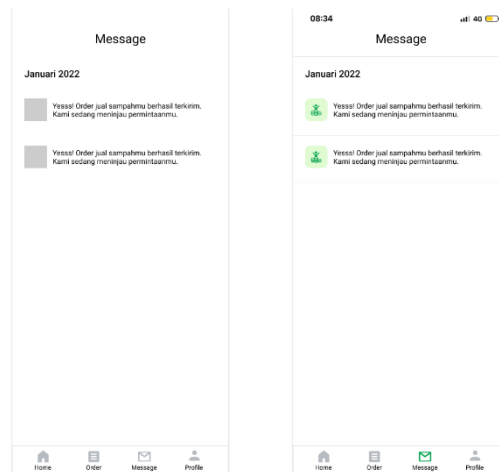 Message
Januari 2022
Yesss! Order jual sampahmu berhasil terkirim.
Kami sedang meninjau permintaanmu.
Yesss! Order jual sampahmu berhasil terkirim.
Kami sedang meninjau permintaanmu.
Home Order Message Profile
08:34 4G
Message
Januari 2022
Yesss! Order jual sampahmu berhasil terkirim.
Kami sedang meninjau permintaanmu.
Yesss! Order jual sampahmu berhasil terkirim.
Kami sedang meninjau permintaanmu.
Home Order Message Profile